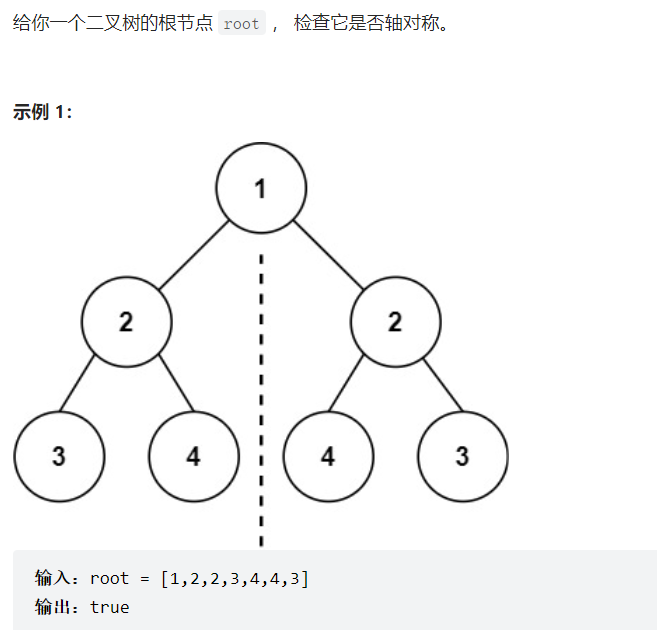 给你一个二叉树的根节点 root ， 检查它是否轴对称。
示例 1：
1
2 2
3 4 4 3
输入：root = [1,2,2,3,4,4,3]
输出：true